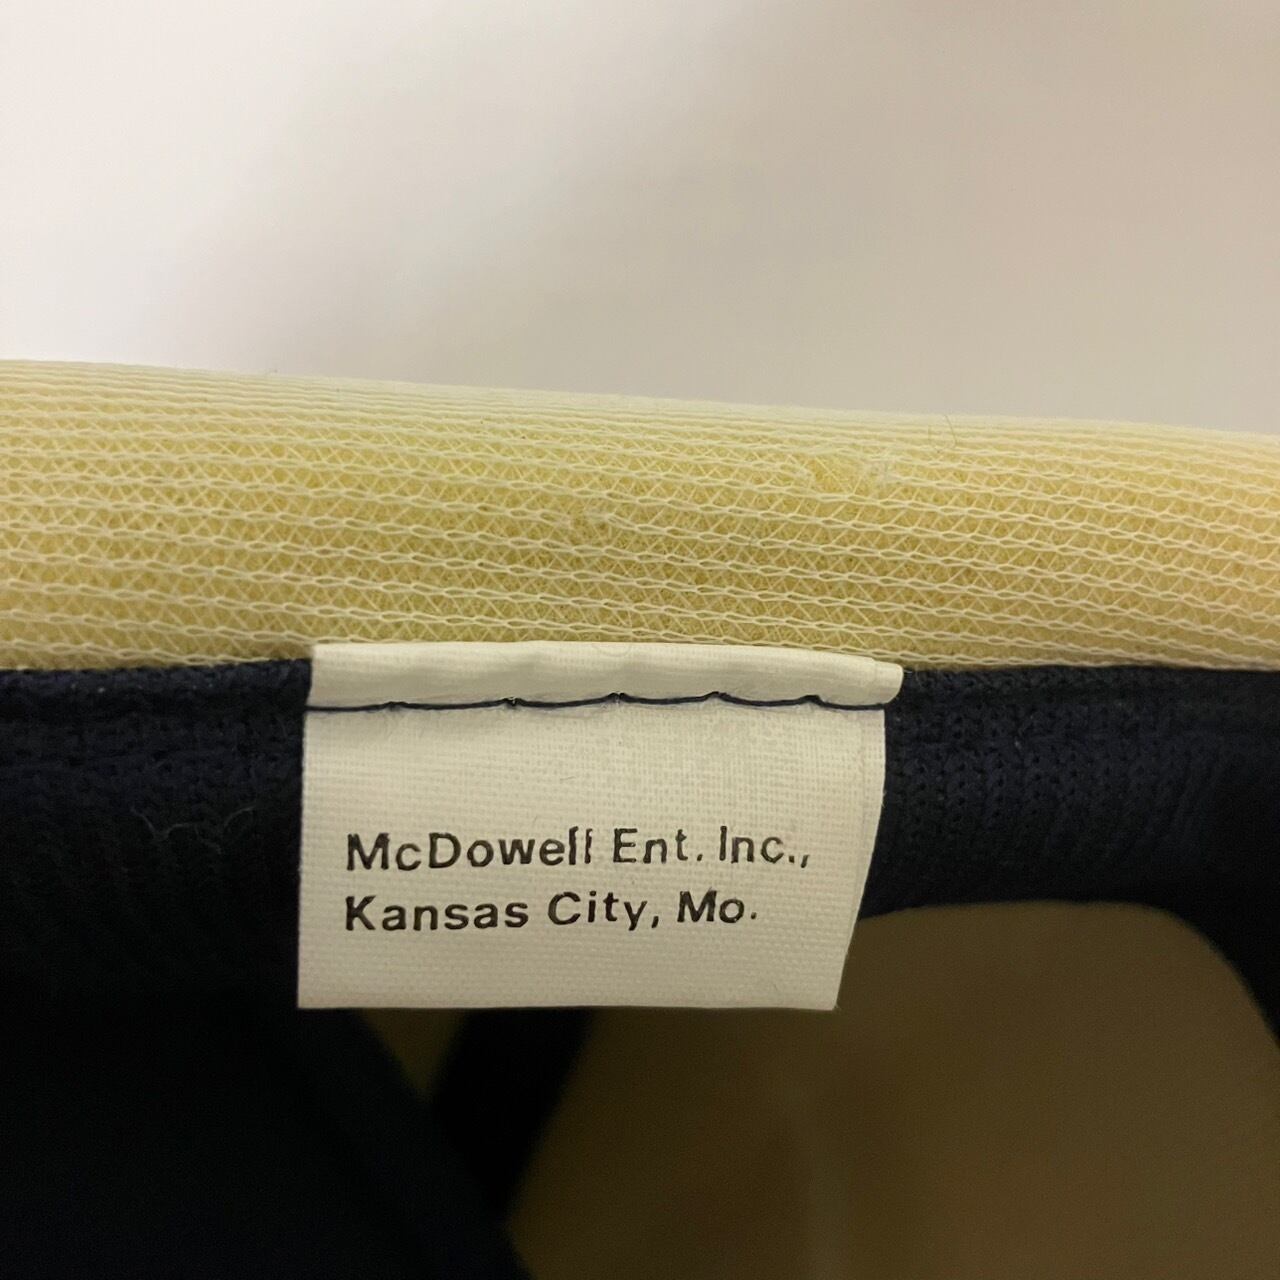 McDowell Ent. Inc.,
Kansas City, Mo.